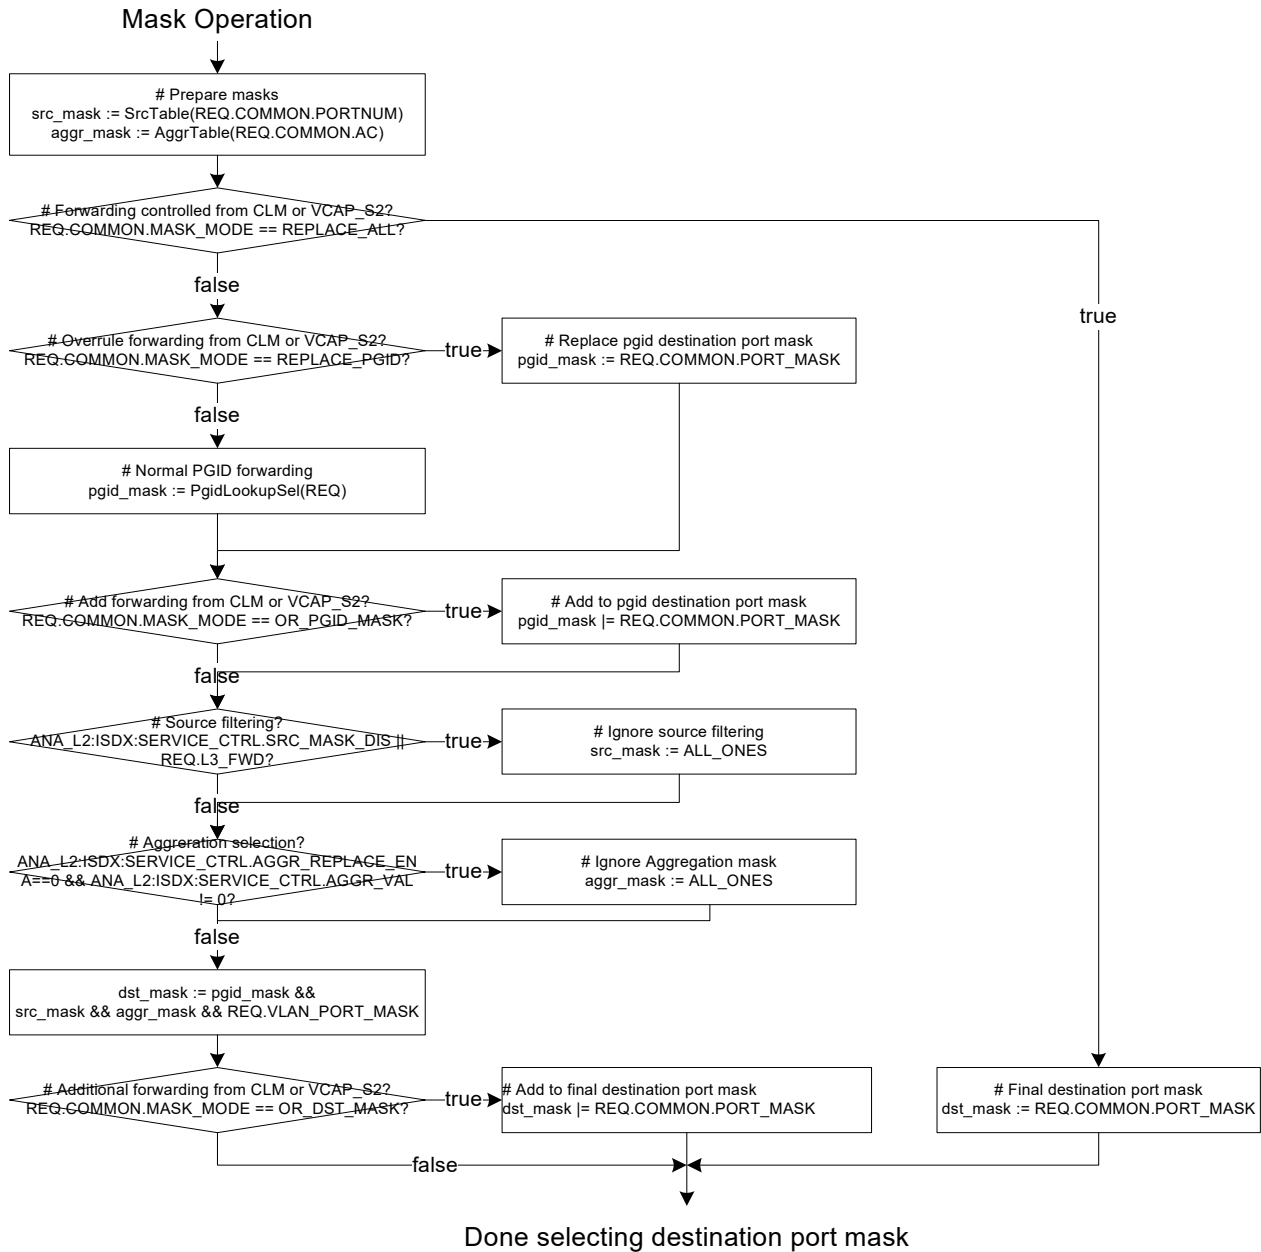 Mask Operation
# Prepare masks
src_mask := SrcTable(REQ.COMMON.PORTNUM)
aggr_mask := AggrTable(REQ.COMMON.AC)
# Forwarding controlled from CLM or VCAP_S2?
REQ.COMMON.MASK_MODE == REPLACE_ALL?
false
true
# Overrule forwarding from CLM or VCAP_S2?
REQ.COMMON.MASK_MODE == REPLACE_PGID?
true
# Replace pgid destination port mask
pgid_mask := REQ.COMMON.PORT_MASK
false
# Normal PGID forwarding
pgid_mask := PgidLookupSel(REQ)
# Add forwarding from CLM or VCAP_S2?
REQ.COMMON.MASK_MODE == OR_PGID_MASK?
true
# Add to pgid destination port mask
pgid_mask |= REQ.COMMON.PORT_MASK
false
# Source filtering?
ANA_L2:ISDX:SERVICE_CTRL.SRC_MASK_DIS ||
REQ.L3_FWD?
true
# Ignore source filtering
src_mask := ALL_ONES
false
# Aggreration selection?
ANA_L2:ISDX:SERVICE_CTRL.AGGR_REPLACE_EN
A==0 && ANA_L2:ISDX:SERVICE_CTRL.AGGR_VAL
!= 0?
true
# Ignore Aggregation mask
aggr_mask := ALL_ONES
false
dst_mask := pgid_mask &&
src_mask && aggr_mask && REQ.VLAN_PORT_MASK
# Additional forwarding from CLM or VCAP_S2?
REQ.COMMON.MASK_MODE == OR_DST_MASK?
true
# Add to final destination port mask
dst_mask |= REQ.COMMON.PORT_MASK
# Final destination port mask
dst_mask := REQ.COMMON.PORT_MASK
false
Done selecting destination port mask